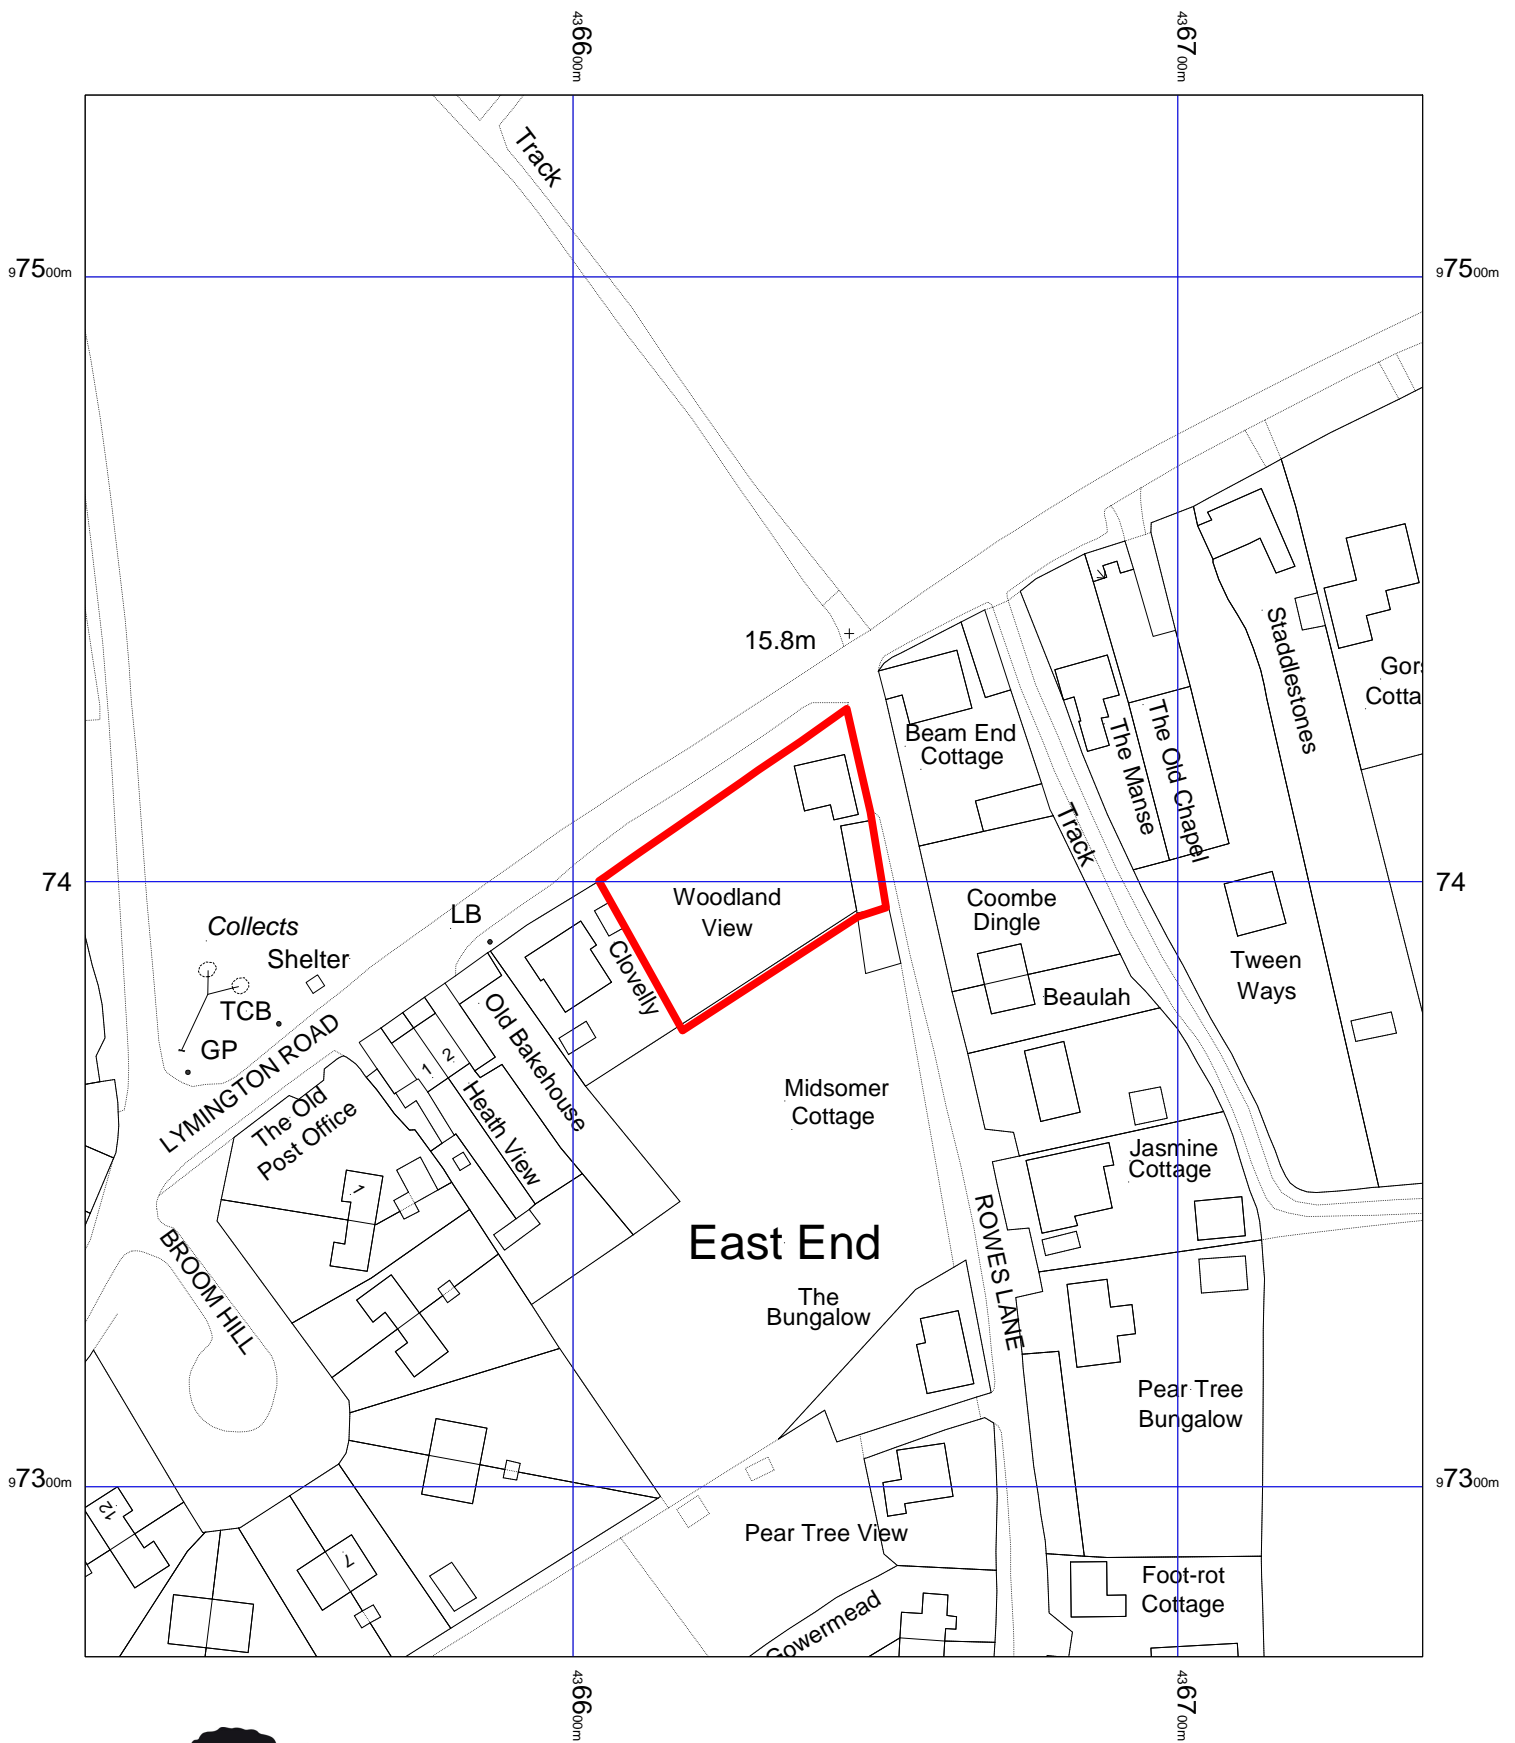 4366 00m
4367 00m
Track
975 00m
975 00m
15.8m
Staddlestones
Gors
Cotta
Beam End
Cottage
The Old Chapel
The Manse
Track
74
74
Woodland
View
Coombe
Dingle
LB
Collects
Shelter
TCB
GP
Clovelly
Tween
Ways
Beaulah
Old Bakehouse
LYMINGTON ROAD
1
2
Heath View
The Old
Post Office
Midsomer
Cottage
Jasmine
Cottage
1
East End
ROWES LANE
BROOM HILL
The
Bungalow
Pear Tree
Bungalow
973 00m
973 00m
12
7
Pear Tree View
Foot-rot
Cottage
Gowermead
4366 00m
4367 00m